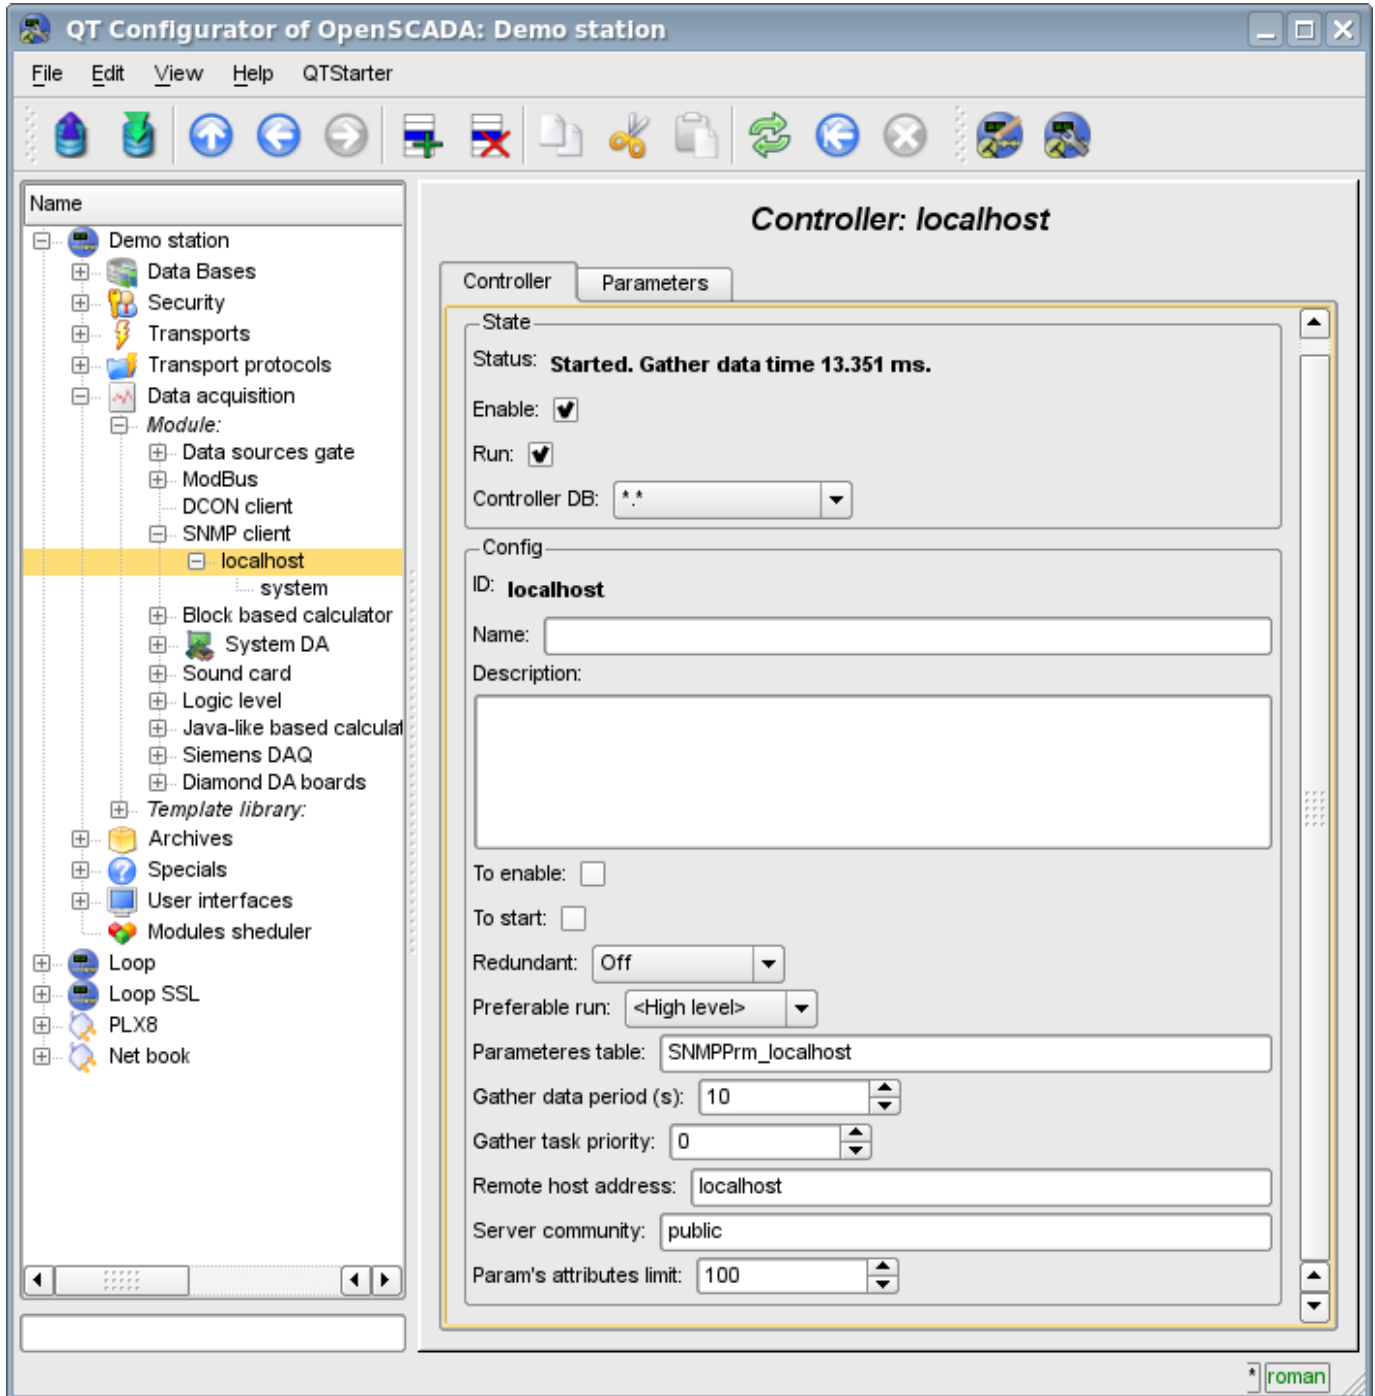 QT Configurator of OpenSCADA: Demo station
File Edit View Help QTStarter
Name
Demo station
Data Bases
Security
Transports
Transport protocols
Data acquisition
Module:
Data sources gate
ModBus
DCON client
SNMP client
localhost
system
Block based calculator
System DA
Sound card
Logic level
Java-like based calculat
Siemens DAQ
Diamond DA boards
Template library:
Archives
Specials
User interfaces
Modules sheduler
Loop
Loop SSL
PLX8
Net book
Controller: localhost
Controller Parameters
State
Status: Started. Gather data time 13.351 ms.
Enable:
Run:
Controller DB: *.*
Config
ID: localhost
Name:
Description:
To enable:
To start:
Redundant: Off
Preferable run: <High level>
Parameteres table: SNMPPrm_localhost
Gather data period (s): 10
Gather task priority: 0
Remote host address: localhost
Server community: public
Param's attributes limit: 100
* roman